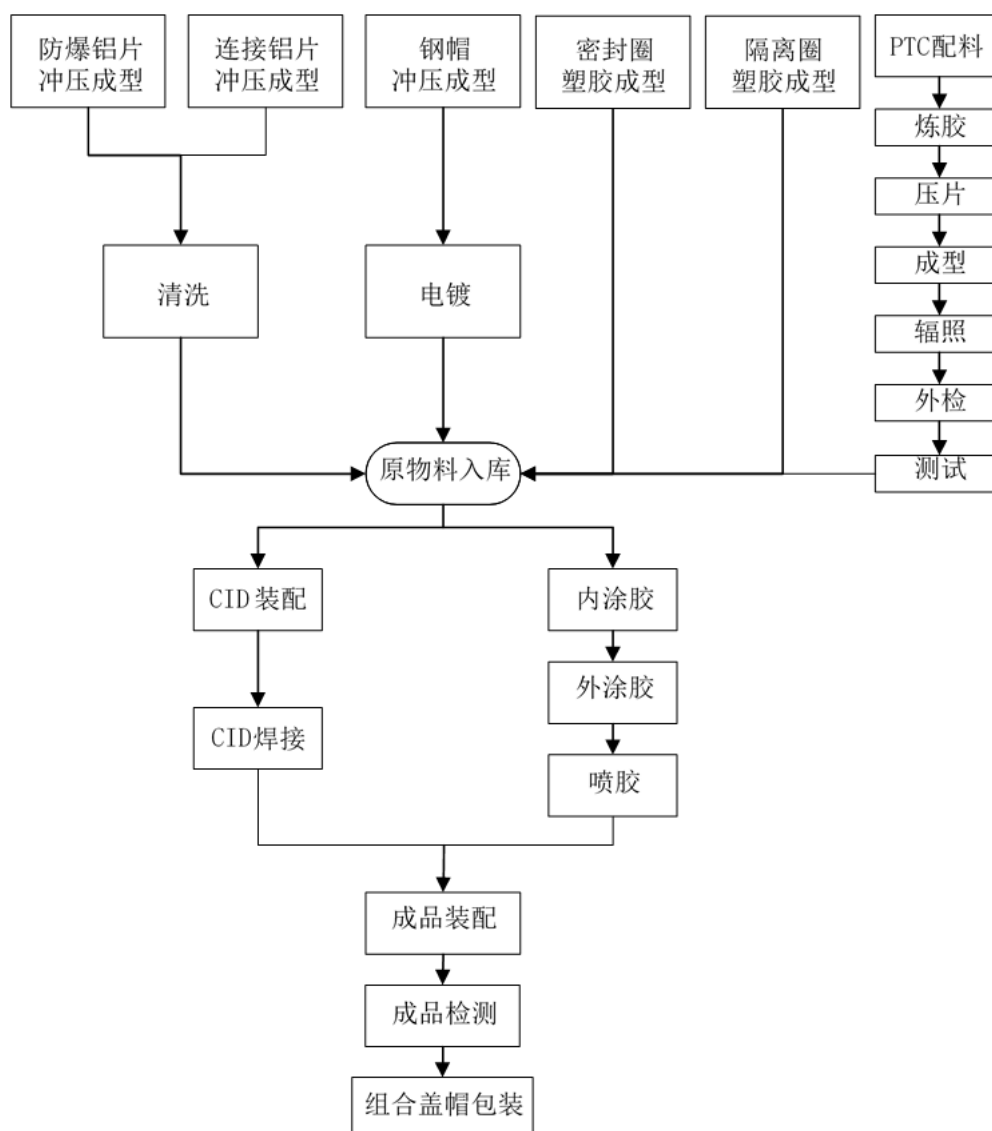 防爆铝片
冲压成型
连接铝片
冲压成型
钢帽
冲压成型
密封圈
塑胶成型
隔离圈
塑胶成型
PTC配料
炼胶
压片
成型
辐照
外检
测试
清洗
电镀
原物料入库
CID装配
CID焊接
内涂胶
外涂胶
喷胶
成品装配
成品检测
组合盖帽包装